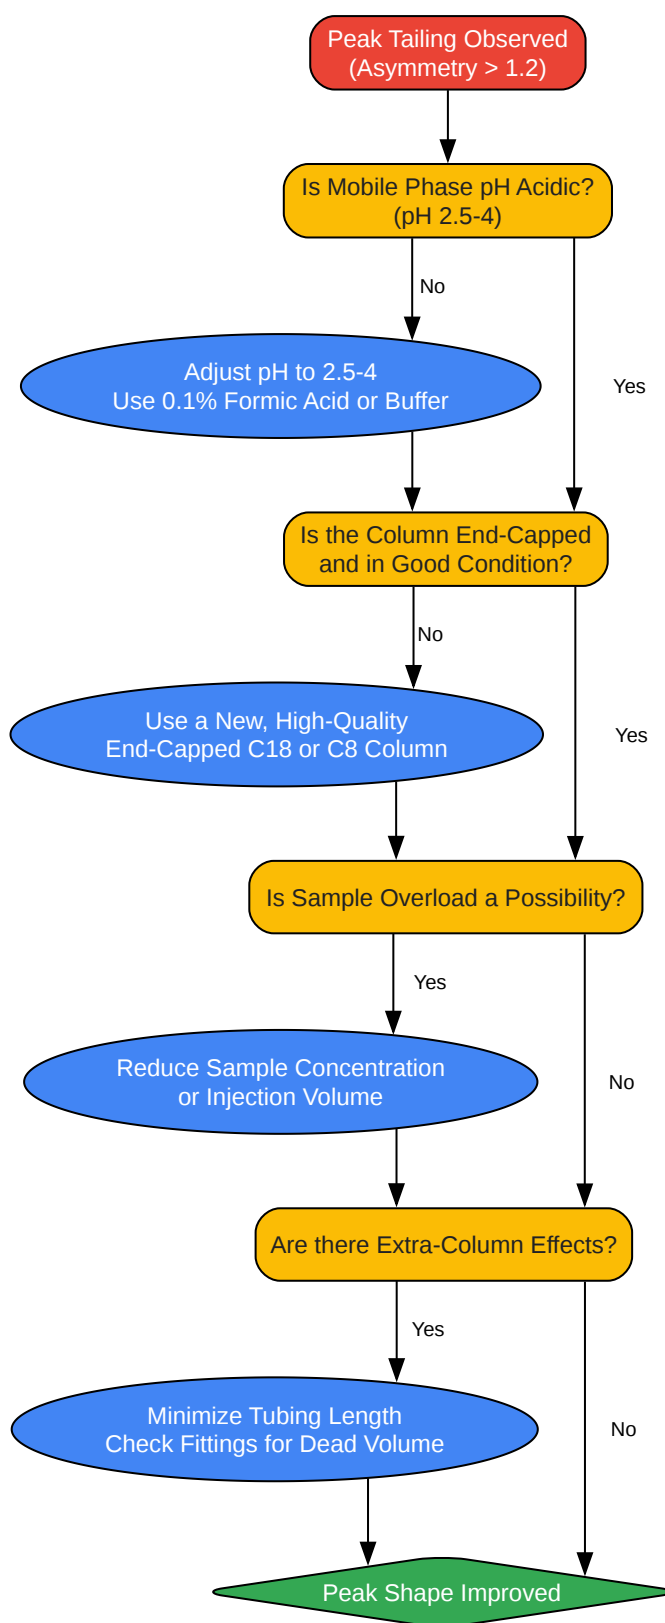 Peak Tailing Observed
(Asymmetry > 1.2)
Is Mobile Phase pH Acidic?
(pH 2.5-4)
No
Adjust pH to 2.5-4
Use 0.1% Formic Acid or Buffer
Yes
Is the Column End-Capped
and in Good Condition?
No
Use a New, High-Quality
End-Capped C18 or C8 Column
Yes
Is Sample Overload a Possibility?
Yes
Reduce Sample Concentration
or Injection Volume
No
Are there Extra-Column Effects?
Yes
Minimize Tubing Length
Check Fittings for Dead Volume
No
Peak Shape Improved